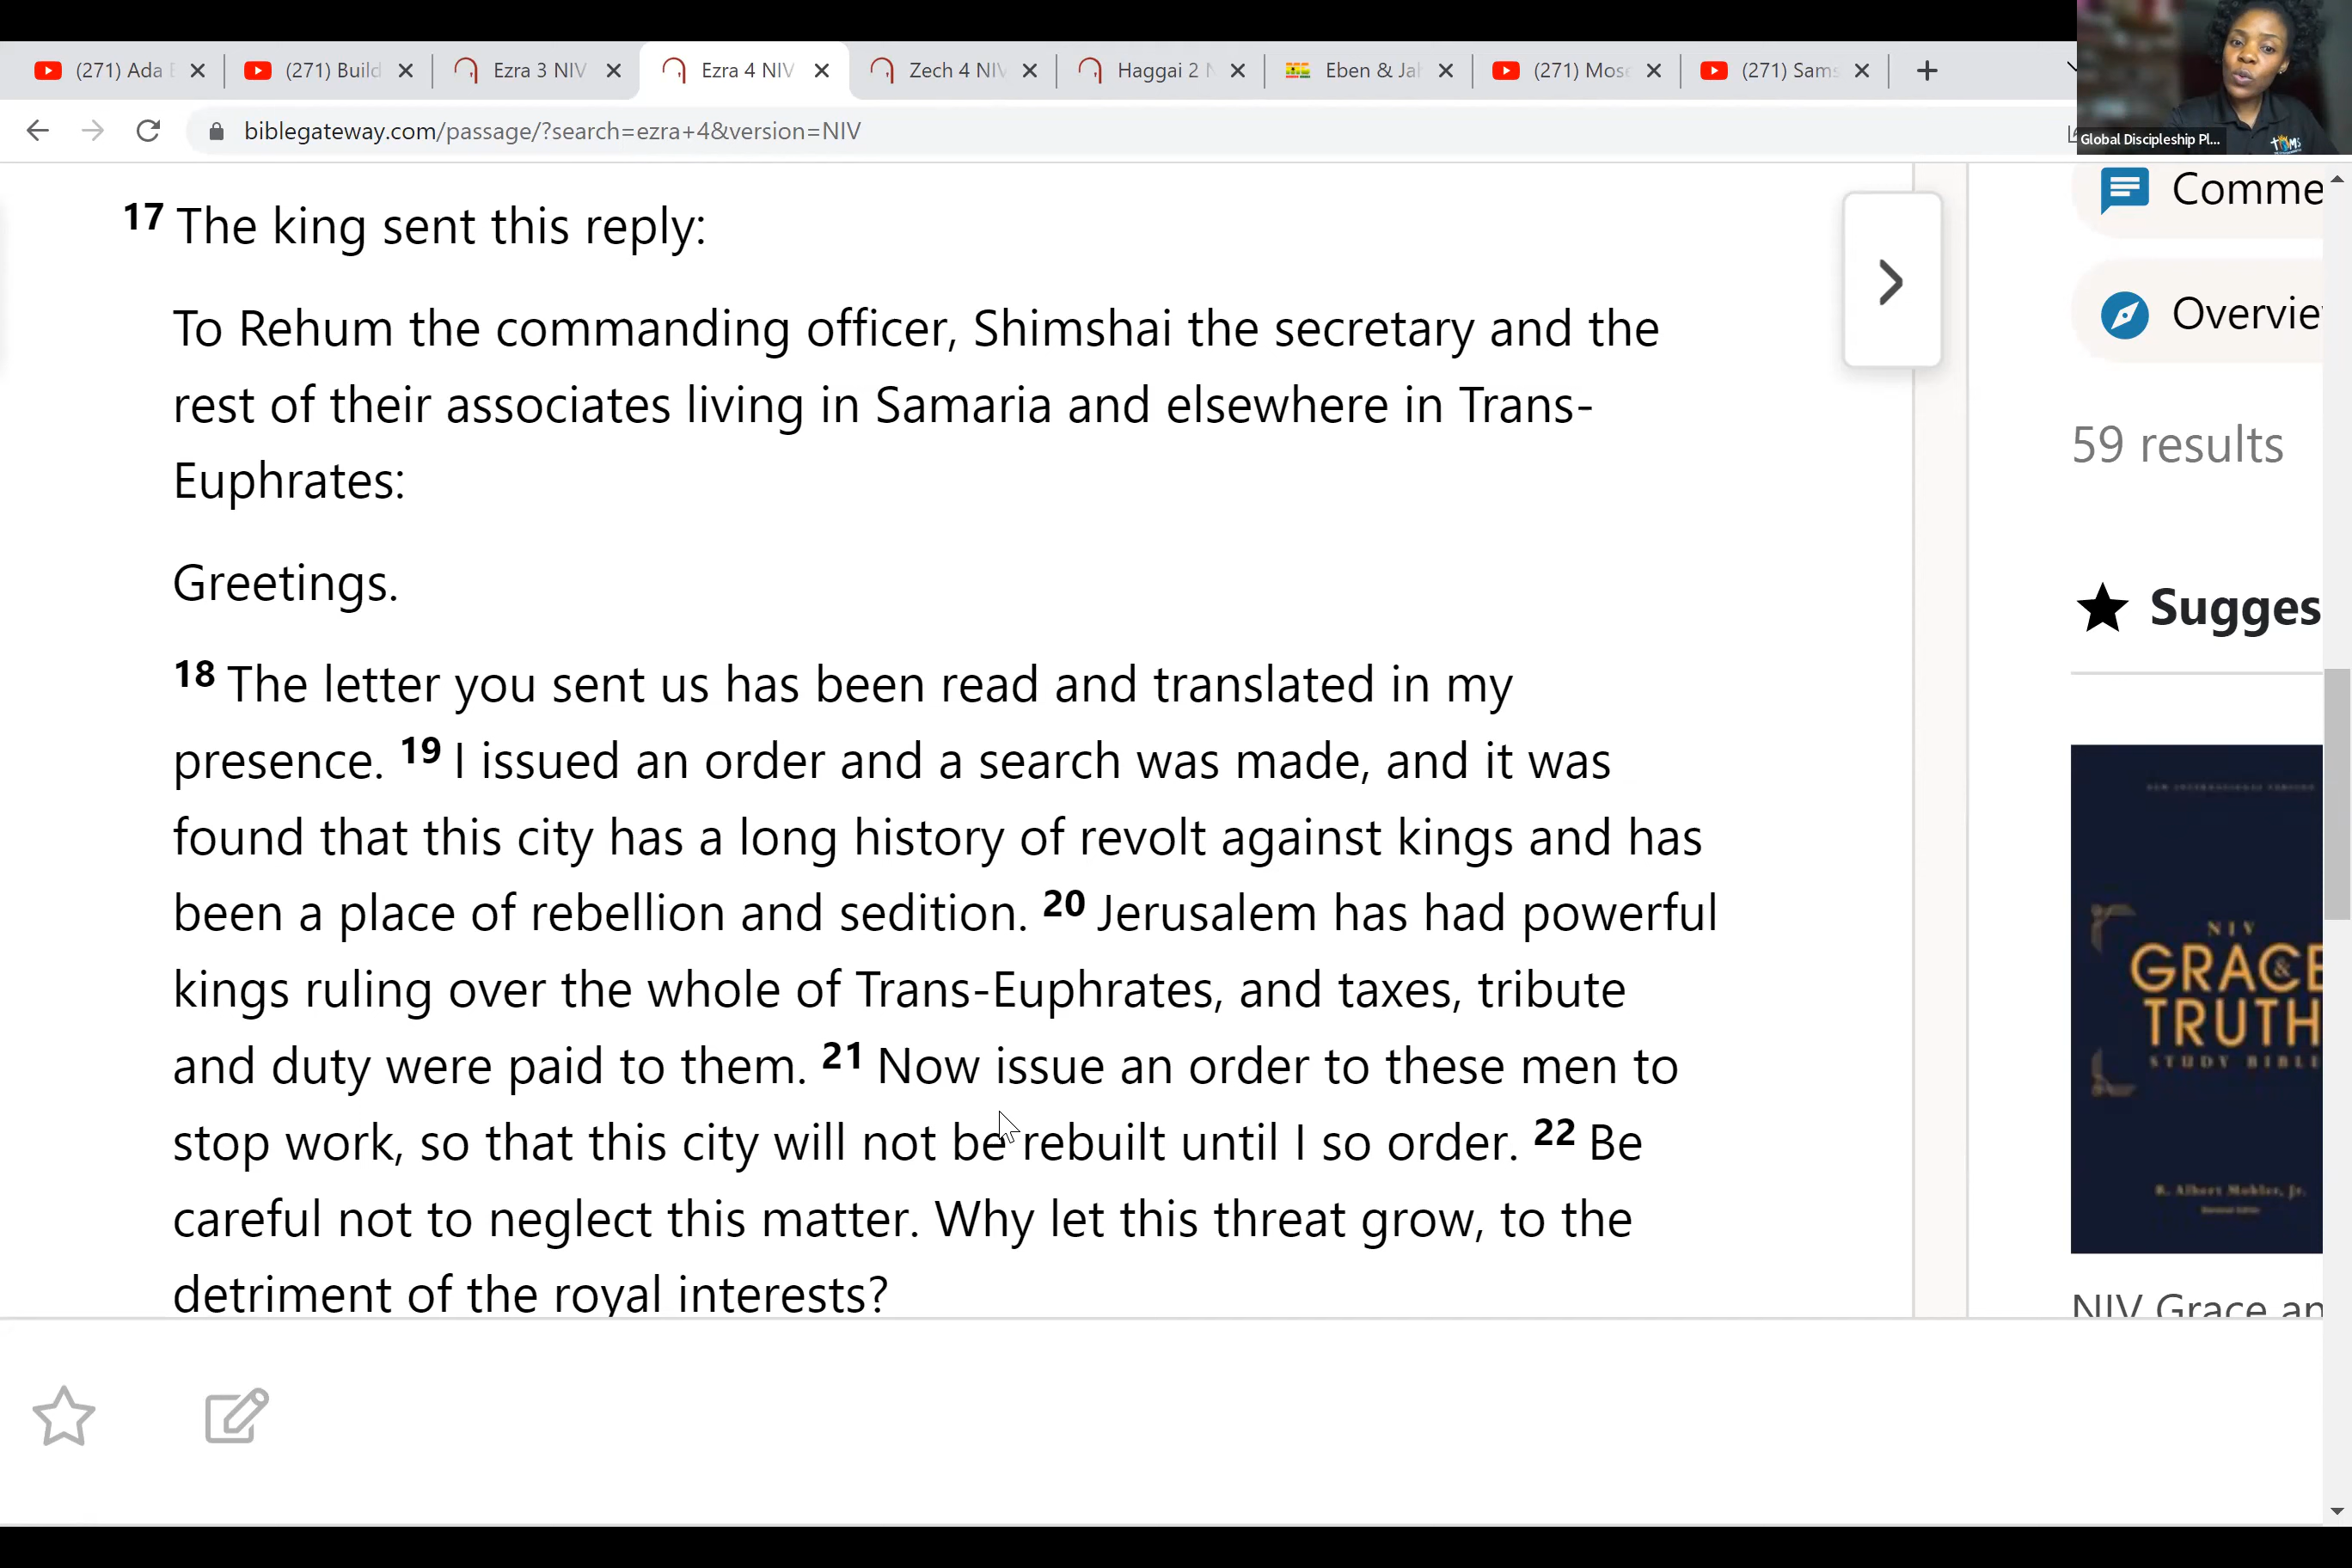 (271) Ada
(271) Build
Ezra 3 NIV
Ezra 4 NIV
Zech 4 NIV
Haggai 2
Eben & Ja
(271) Mose
(271) Sams
biblegateway.com/passage/?search=ezra+4&version=NIV
Global Discipleship Pl...
17 The king sent this reply:
To Rehum the commanding officer, Shimshai the secretary and the
rest of their associates living in Samaria and elsewhere in Trans-
Euphrates:
Greetings.
18 The letter you sent us has been read and translated in my
presence. 19 I issued an order and a search was made, and it was
found that this city has a long history of revolt against kings and has
been a place of rebellion and sedition. 20 Jerusalem has had powerful
kings ruling over the whole of Trans-Euphrates, and taxes, tribute
and duty were paid to them. 21 Now issue an order to these men to
stop work, so that this city will not be rebuilt until I so order. 22 Be
careful not to neglect this matter. Why let this threat grow, to the
detriment of the royal interests?
Comme
Overvie
59 results
Sugges
NIV
GRACE
&
TRUTH
STUDY BIBL
R. Albert Mohler, Jr.
NIV Grace an